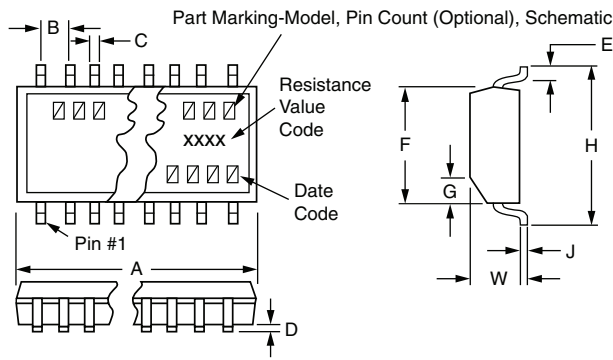 Part Marking-Model, Pin Count (Optional), Schematic
B
C
E
Resistance
Value
Code
XXXX
F
H
G
Date
Code
Pin #1
J
A
W
D